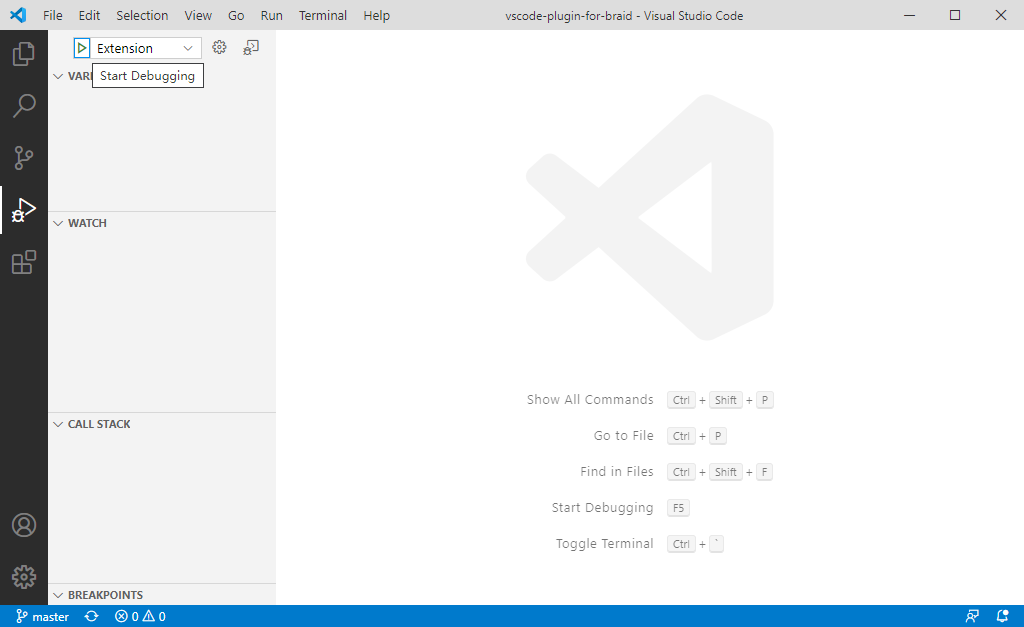 File Edit Selection View Go Run Terminal Help vscode-plugin-for-braid - Visual Studio Code
Extension
Start Debugging
WATCH
CALL STACK
BREAKPOINTS
Show All Commands Ctrl + Shift + P
Go to File Ctrl + P
Find in Files Ctrl + Shift + F
Start Debugging F5
Toggle Terminal Ctrl + `
master 0 0